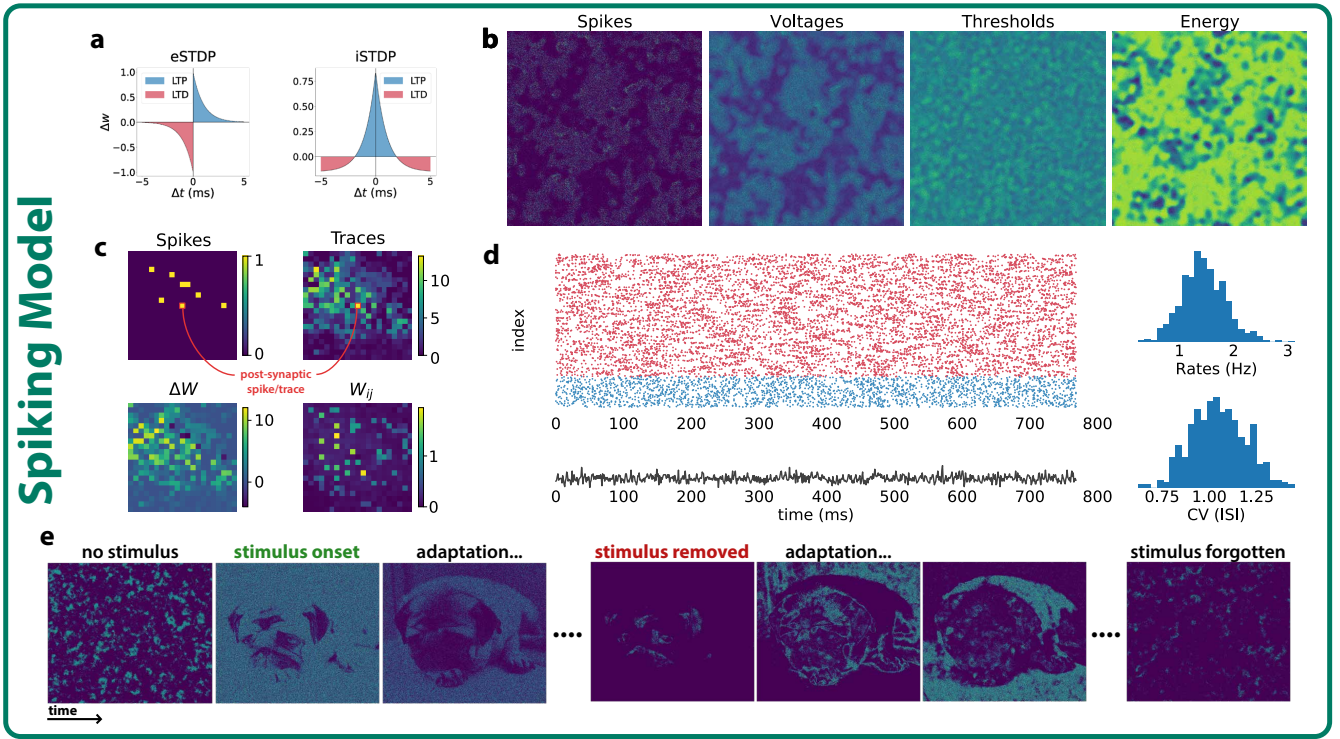 Spiking Model
a
eSTDP
LTP
LTD
1.0
0.5
0.0
−0.5
−1.0
Δw
−5 0 5
Δt (ms)
iSTDP
LTP
LTD
0.75
0.50
0.25
0.00
−5 0 5
Δt (ms)
b
Spikes Voltages Thresholds Energy
c
Spikes
1
0
Traces
10
5
0
post-synaptic
spike/trace
ΔW
10
0
Wij
1
0
d
index
0 100 200 300 400 500 600 700 800
0 100 200 300 400 500 600 700 800
time (ms)
1 2 3
Rates (Hz)
0.75 1.00 1.25
CV (ISI)
e
no stimulus stimulus onset adaptation... stimulus removed adaptation... stimulus forgotten
time